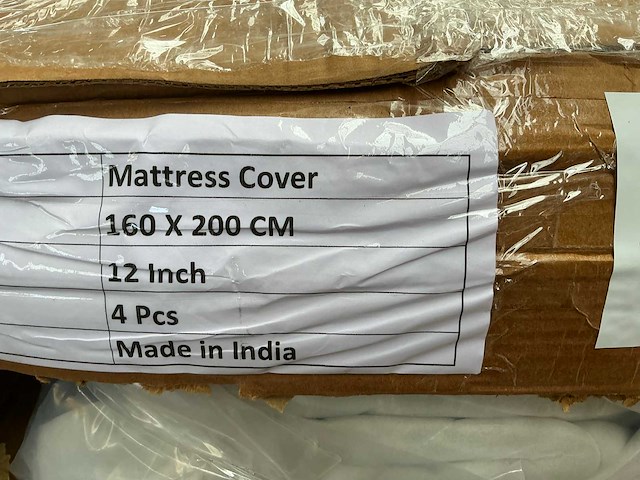 Mattress Cover
160 X 200 CM
12 Inch
4 Pcs
Made in India